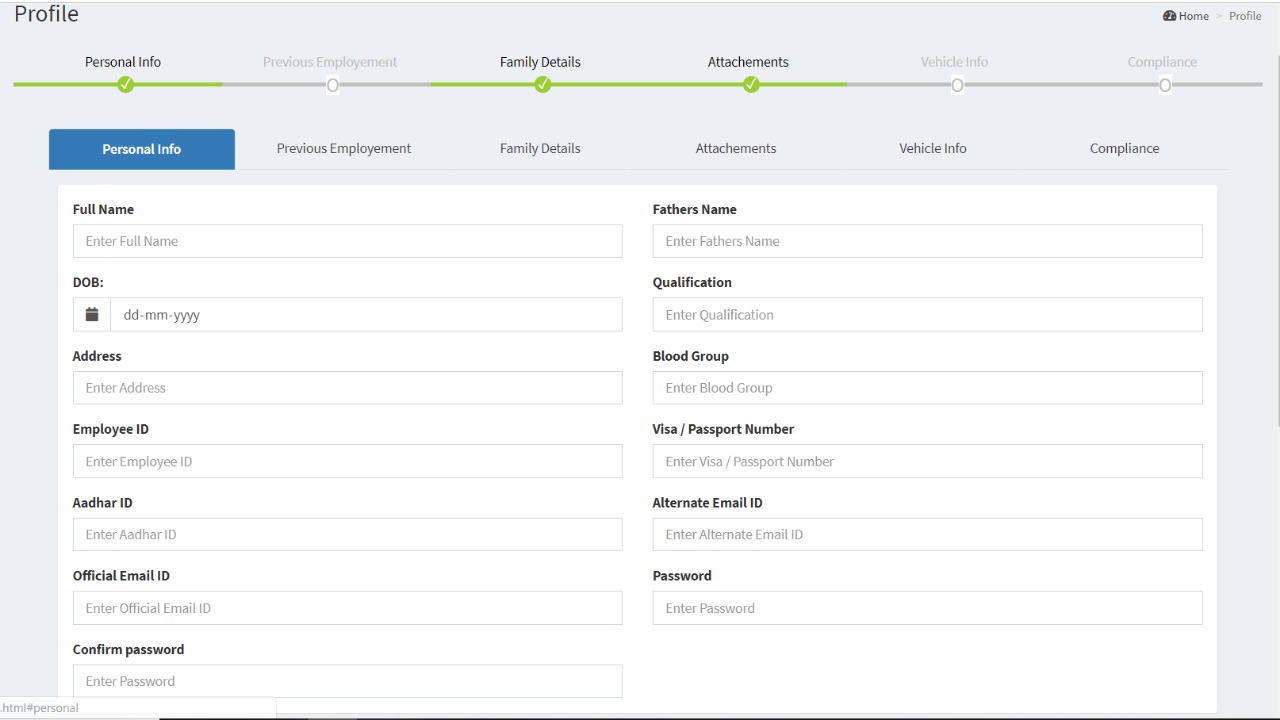 Profile
Home > Profile
Personal Info Previous Employement Family Details Attachements Vehicle Info Compliance
Personal Info Previous Employement Family Details Attachements Vehicle Info Compliance
Full Name Fathers Name
Enter Full Name Enter Fathers Name
DOB: Qualification
dd-mm-yyyy Enter Qualification
Address Blood Group
Enter Address Enter Blood Group
Employee ID Visa / Passport Number
Enter Employee ID Enter Visa / Passport Number
Aadhar ID Alternate Email ID
Enter Aadhar ID Enter Alternate Email ID
Official Email ID Password
Enter Official Email ID Enter Password
Confirm password
Enter Password
.html#personal